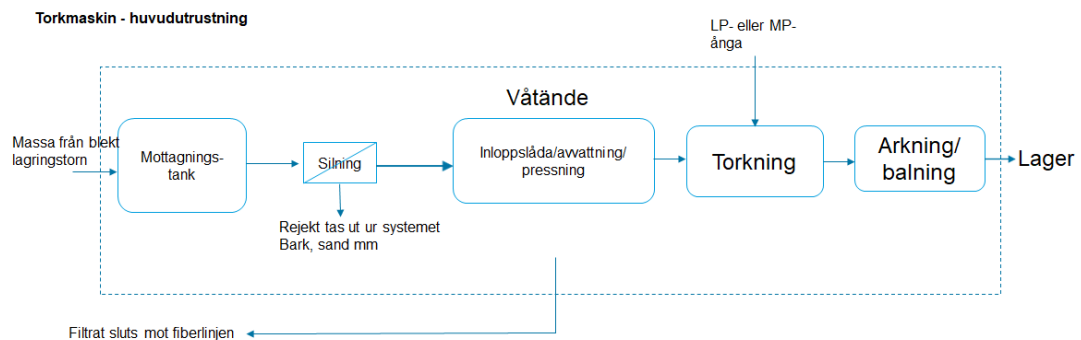 Torkmaskin - huvudutrustning
LP- eller MP-
ånga
Våtände
Massa från blekt
lagringstorn
Mottagnings-
tank
Silning
Inloppslåda/avvattning/
pressning
Torkning
Arkning/
balning
Lager
Rejekt tas ut ur systemet
Bark, sand mm
Filtrat sluts mot fiberlinjen